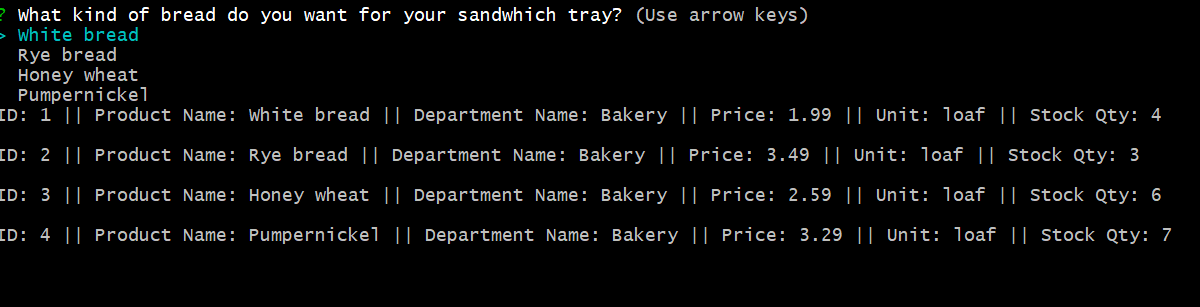 ? What kind of bread do you want for your sandwhich tray? (Use arrow keys)
> White bread
Rye bread
Honey wheat
Pumpernickel
ID: 1 || Product Name: White bread || Department Name: Bakery || Price: 1.99 || Unit: loaf || Stock Qty: 4
ID: 2 || Product Name: Rye bread || Department Name: Bakery || Price: 3.49 || Unit: loaf || Stock Qty: 3
ID: 3 || Product Name: Honey wheat || Department Name: Bakery || Price: 2.59 || Unit: loaf || Stock Qty: 6
ID: 4 || Product Name: Pumpernickel || Department Name: Bakery || Price: 3.29 || Unit: loaf || Stock Qty: 7